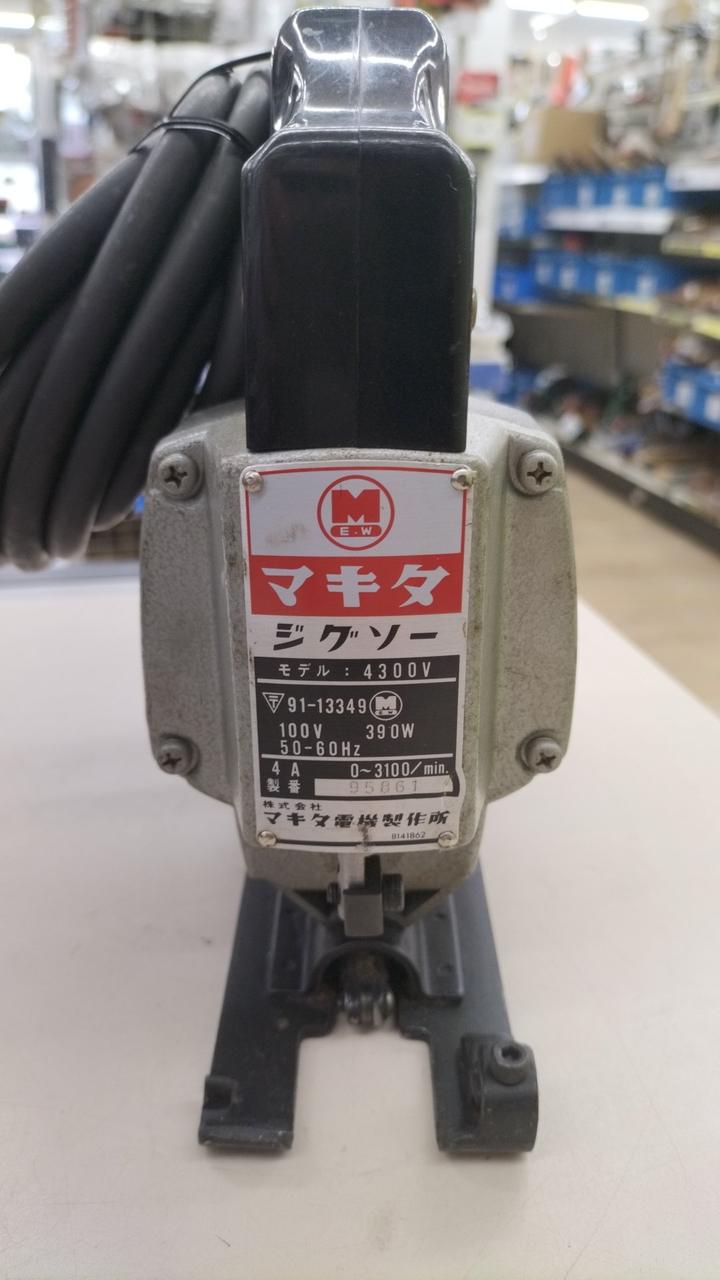 M
E.W
マキタ
ジグソー
モデル : 4300V
〒 91-13349 M E.W
100V 390W
50-60Hz
4 A 0~3100/min.
製番 95861
株式会社
マキタ電機製作所
8141862